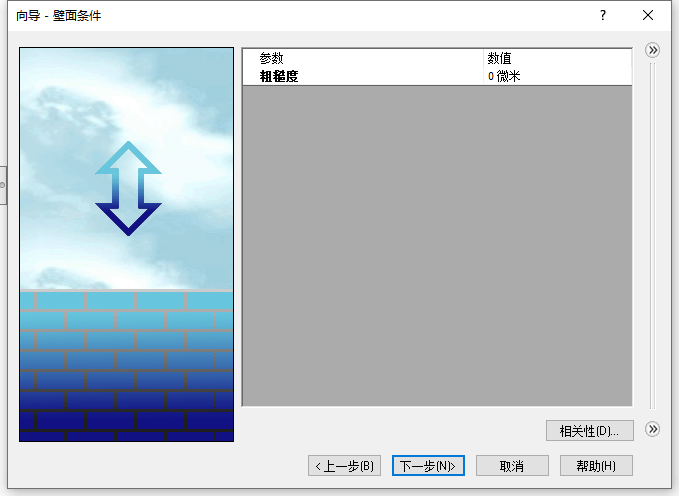 向导 - 壁面条件
参数 数值
粗糙度 0 微米
相关性(D)...
<上一步(B) 下一步(N)> 取消 帮助(H)